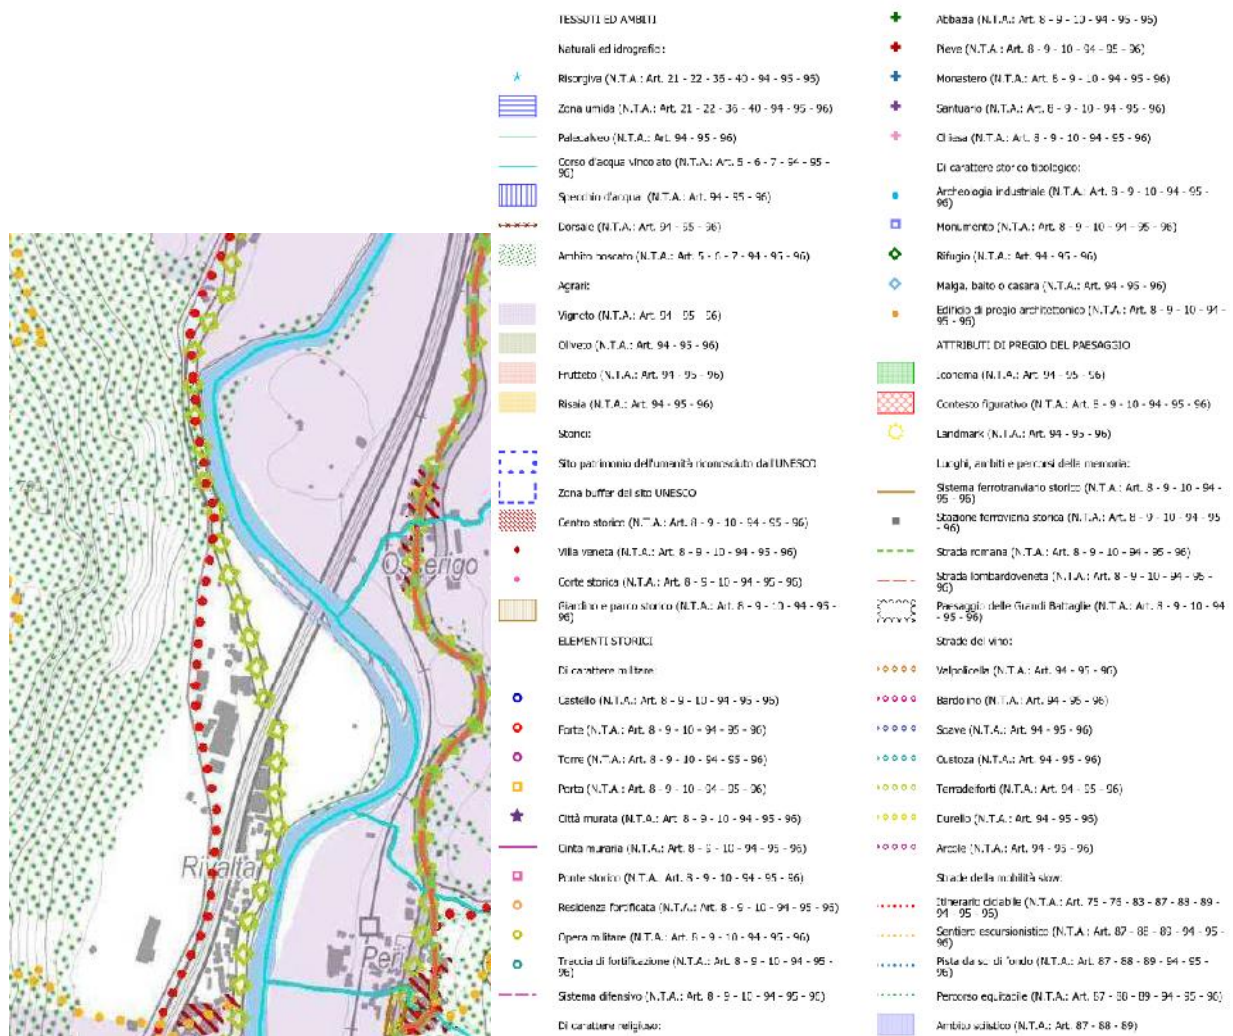 TESSUTI ED AMBITI
Naturali ed idrografici:
Risorgiva (N.T.A.: Art. 21 - 22 - 36 - 40 - 94 - 95 - 96)
Zona umida (N.T.A.: Art. 21 - 22 - 36 - 40 - 94 - 95 - 96)
Paleoalveo (N.T.A.: Art. 94 - 95 - 96)
Corso d'acqua vincolato (N.T.A.: Art. 5 - 6 - 7 - 94 - 95 -
96)
Specchio d'acqua (N.T.A.: Art. 94 - 95 - 96)
Dorsale (N.T.A.: Art. 94 - 95 - 96)
Ambito boscato (N.T.A.: Art. 5 - 6 - 7 - 94 - 95 - 96)
Agrari:
Vigneto (N.T.A.: Art. 94 - 95 - 96)
Oliveto (N.T.A.: Art. 94 - 95 - 96)
Frutteto (N.T.A.: Art. 94 - 95 - 96)
Risaia (N.T.A.: Art. 94 - 95 - 96)
Storici:
Sito patrimonio dell'umanità riconosciuto dall'UNESCO
Zona buffer del sito UNESCO
Centro storico (N.T.A.: Art. 8 - 9 - 10 - 94 - 95 - 96)
Villa veneta (N.T.A.: Art. 8 - 9 - 10 - 94 - 95 - 96)
Corte storica (N.T.A.: Art. 8 - 9 - 10 - 94 - 95 - 96)
Giardino e parco storico (N.T.A.: Art. 8 - 9 - 10 - 94 - 95 -
96)
ELEMENTI STORICI
Di carattere militare:
Castello (N.T.A.: Art. 8 - 9 - 10 - 94 - 95 - 96)
Forte (N.T.A.: Art. 8 - 9 - 10 - 94 - 95 - 96)
Torre (N.T.A.: Art. 8 - 9 - 10 - 94 - 95 - 96)
Porta (N.T.A.: Art. 8 - 9 - 10 - 94 - 95 - 96)
Città murata (N.T.A.: Art. 8 - 9 - 10 - 94 - 95 - 96)
Cinta muraria (N.T.A.: Art. 8 - 9 - 10 - 94 - 95 - 96)
Ponte storico (N.T.A.: Art. 8 - 9 - 10 - 94 - 95 - 96)
Residenza fortificata (N.T.A.: Art. 8 - 9 - 10 - 94 - 95 - 96)
Opera militare (N.T.A.: Art. 8 - 9 - 10 - 94 - 95 - 96)
Traccia di fortificazione (N.T.A.: Art. 8 - 9 - 10 - 94 - 95 -
96)
Sistema difensivo (N.T.A.: Art. 8 - 9 - 10 - 94 - 95 - 96)
Di carattere religioso:
Abbazia (N.T.A.: Art. 8 - 9 - 10 - 94 - 95 - 96)
Pieve (N.T.A.: Art. 8 - 9 - 10 - 94 - 95 - 96)
Monastero (N.T.A.: Art. 8 - 9 - 10 - 94 - 95 - 96)
Santuario (N.T.A.: Art. 8 - 9 - 10 - 94 - 95 - 96)
Chiesa (N.T.A.: Art. 8 - 9 - 10 - 94 - 95 - 96)
Di carattere storico tipologico:
Archeologia industriale (N.T.A.: Art. 8 - 9 - 10 - 94 - 95 -
96)
Monumento (N.T.A.: Art. 8 - 9 - 10 - 94 - 95 - 96)
Rifugio (N.T.A.: Art. 94 - 95 - 96)
Malga, baito o casara (N.T.A.: Art. 94 - 95 - 96)
Edificio di pregio architettonico (N.T.A.: Art. 8 - 9 - 10 - 94 -
95 - 96)
ATTRIBUTI DI PREGIO DEL PAESAGGIO
Iconema (N.T.A.: Art. 94 - 95 - 96)
Contesto figurativo (N.T.A.: Art. 8 - 9 - 10 - 94 - 95 - 96)
Landmark (N.T.A.: Art. 94 - 95 - 96)
Luoghi, ambiti e percorsi della memoria:
Sistema ferrotranviario storico (N.T.A.: Art. 8 - 9 - 10 - 94 -
95 - 96)
Stazione ferroviaria storica (N.T.A.: Art. 8 - 9 - 10 - 94 - 95
- 96)
Strada romana (N.T.A.: Art. 8 - 9 - 10 - 94 - 95 - 96)
Strada lombardoveneta (N.T.A.: Art. 8 - 9 - 10 - 94 - 95 -
96)
Paesaggio delle Grandi Battaglie (N.T.A.: Art. 8 - 9 - 10 - 94
- 95 - 96)
Strade del vino:
Valpolicella (N.T.A.: Art. 94 - 95 - 96)
Bardolino (N.T.A.: Art. 94 - 95 - 96)
Soave (N.T.A.: Art. 94 - 95 - 96)
Custoza (N.T.A.: Art. 94 - 95 - 96)
Terradeiforti (N.T.A.: Art. 94 - 95 - 96)
Durello (N.T.A.: Art. 94 - 95 - 96)
Arcole (N.T.A.: Art. 94 - 95 - 96)
Strade della mobilità slow:
Itinerario ciclabile (N.T.A.: Art. 75 - 76 - 83 - 87 - 88 - 89 -
94 - 95 - 96)
Sentiero escursionistico (N.T.A.: Art. 87 - 88 - 89 - 94 - 95 -
96)
Pista da sci di fondo (N.T.A.: Art. 87 - 88 - 89 - 94 - 95 -
96)
Percorso equitabile (N.T.A.: Art. 87 - 88 - 89 - 94 - 95 - 96)
Ambito sciistico (N.T.A.: Art. 87 - 88 - 89)
Osserigo
Rivalta
Peri